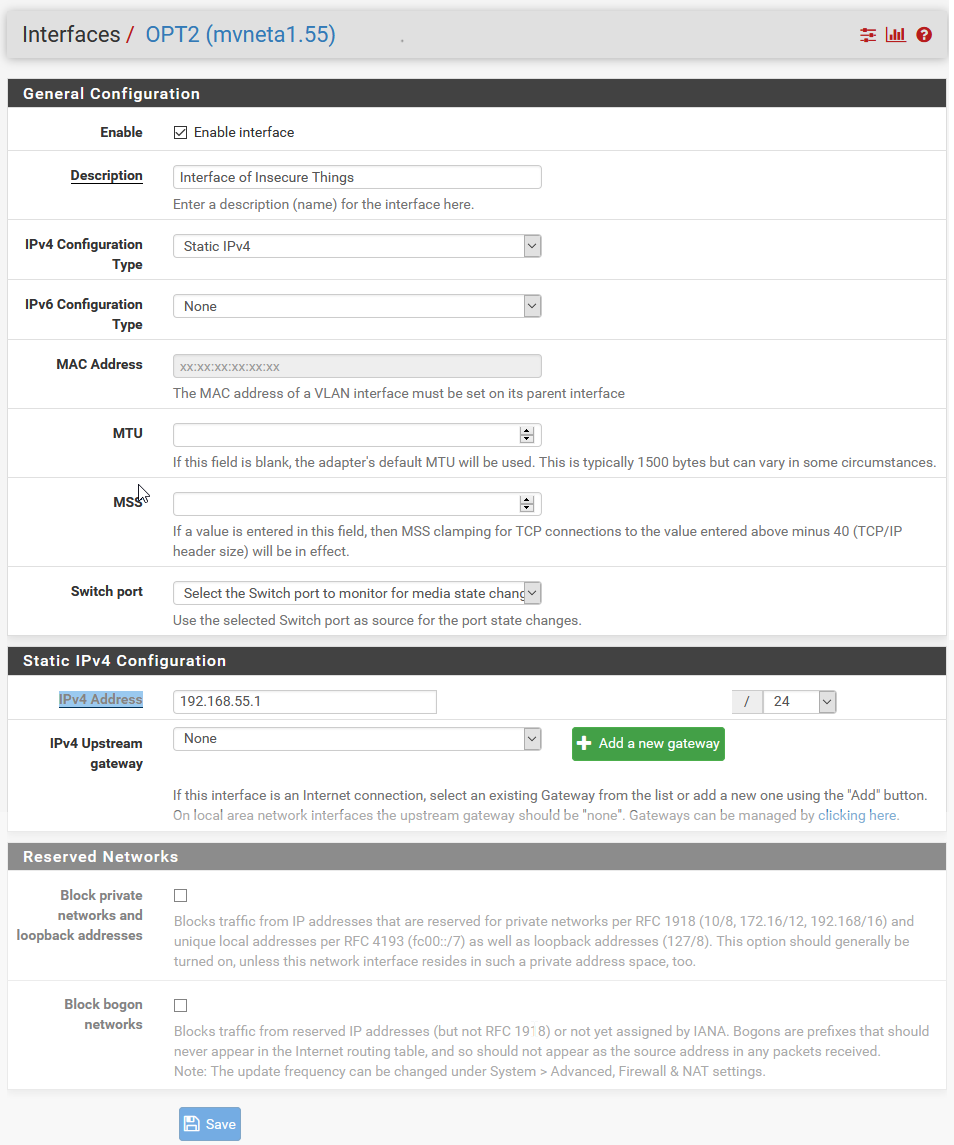 Interfaces / OPT2 (mvneta1.55)
General Configuration
Enable
Enable interface
Description
Interface of Insecure Things
Enter a description (name) for the interface here.
IPv4 Configuration
Type
Static IPv4
IPv6 Configuration
Type
None
MAC Address
xx:xx:xx:xx:xx:xx
The MAC address of a VLAN interface must be set on its parent interface
MTU
If this field is blank, the adapter's default MTU will be used. This is typically 1500 bytes but can vary in some circumstances.
MSS
If a value is entered in this field, then MSS clamping for TCP connections to the value entered above minus 40 (TCP/IP
header size) will be in effect.
Switch port
Select the Switch port to monitor for media state chang
Use the selected Switch port as source for the port state changes.
Static IPv4 Configuration
IPv4 Address
192.168.55.1
/ 24
IPv4 Upstream
gateway
None
Add a new gateway
If this interface is an Internet connection, select an existing Gateway from the list or add a new one using the "Add" button.
On local area network interfaces the upstream gateway should be "none". Gateways can be managed by clicking here.
Reserved Networks
Block private
networks and
loopback addresses
Blocks traffic from IP addresses that are reserved for private networks per RFC 1918 (10/8, 172.16/12, 192.168/16) and
unique local addresses per RFC 4193 (fc00::/7) as well as loopback addresses (127/8). This option should generally be
turned on, unless this network interface resides in such a private address space, too.
Block bogon
networks
Blocks traffic from reserved IP addresses (but not RFC 1918) or not yet assigned by IANA. Bogons are prefixes that should
never appear in the Internet routing table, and so should not appear as the source address in any packets received.
Note: The update frequency can be changed under System > Advanced, Firewall & NAT settings.
Save